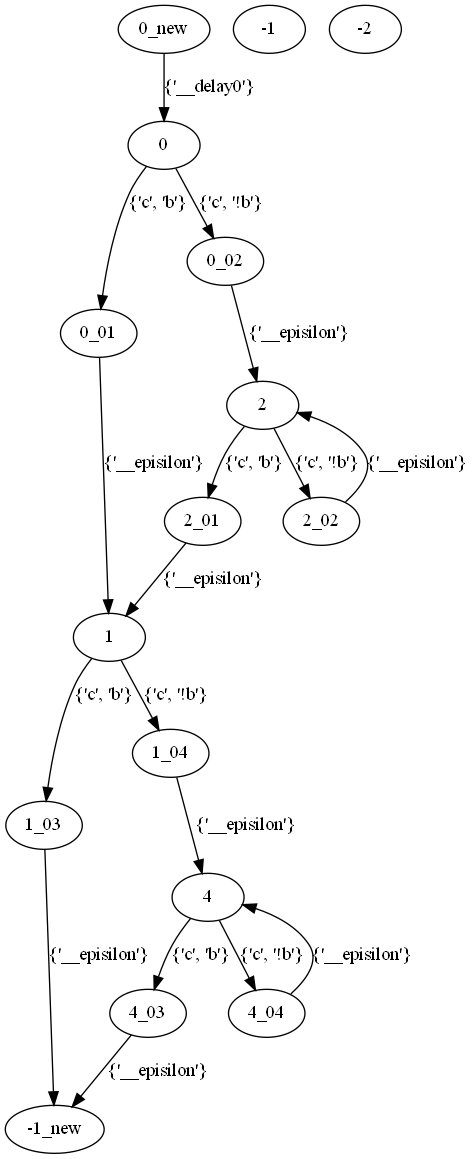 0_new -1 -2
{'__delay0'}
0
{'c', 'b'} {'c', '!b'}
0_02
0_01
{'__episilon'}
2
{'__episilon'} {'c', 'b'} {'c', '!b'} {'__episilon'}
2_01 2_02
{'__episilon'}
1
{'c', 'b'} {'c', '!b'}
1_04
1_03
{'__episilon'}
4
{'__episilon'} {'c', 'b'} {'c', '!b'} {'__episilon'}
4_03 4_04
{'__episilon'}
-1_new